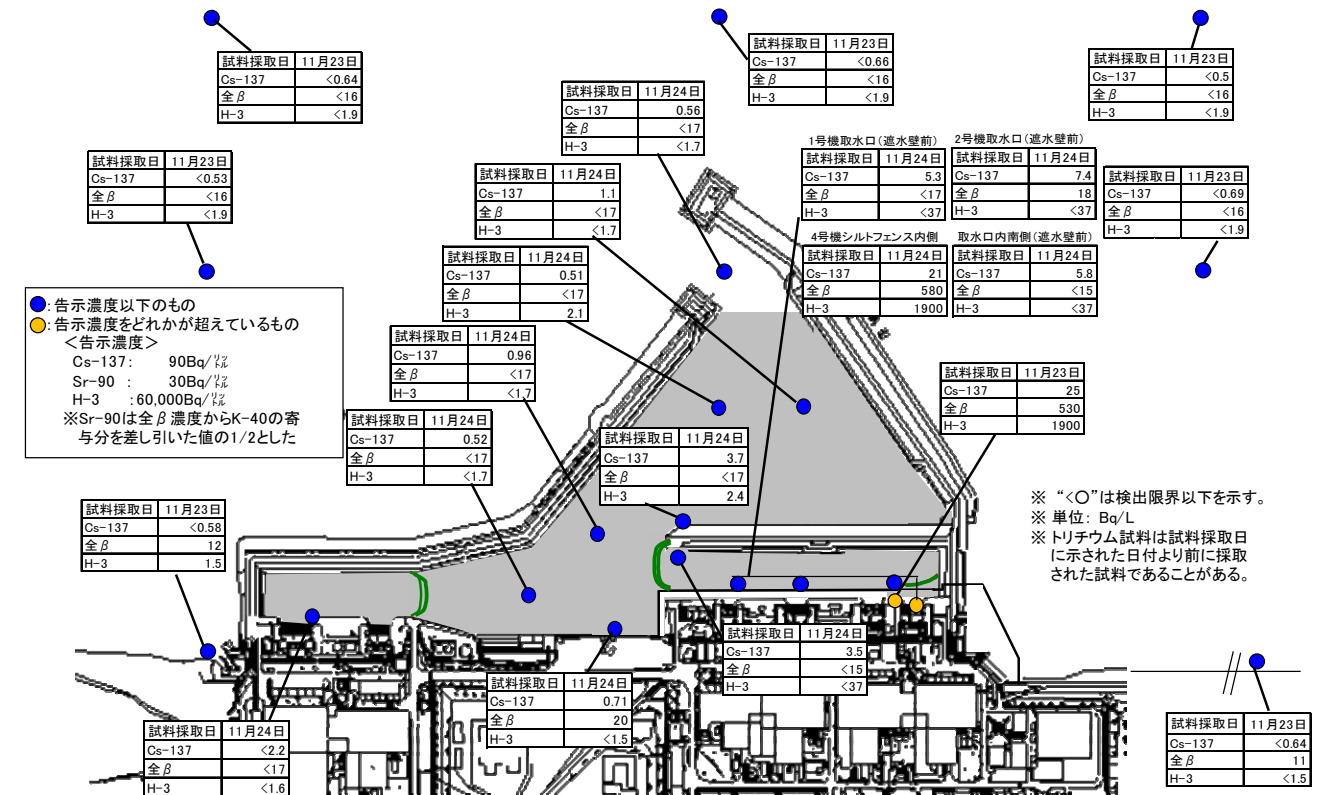 試料採取日 11月23日
Cs-137 <0.64
全β <16
H-3 <1.9
試料採取日 11月23日
Cs-137 <0.66
全β <16
H-3 <1.9
試料採取日 11月23日
Cs-137 <0.5
全β <16
H-3 <1.9
試料採取日 11月24日
Cs-137 0.56
全β <17
H-3 <1.7
試料採取日 11月23日
Cs-137 <0.53
全β <16
H-3 <1.9
試料採取日 11月24日
Cs-137 1.1
全β <17
H-3 <1.7
1号機取水口(遮水壁前)
試料採取日 11月24日
Cs-137 5.3
全β <17
H-3 <37
2号機取水口(遮水壁前)
試料採取日 11月24日
Cs-137 7.4
全β 18
H-3 <37
試料採取日 11月23日
Cs-137 <0.69
全β <16
H-3 <1.9
4号機シルトフェンス内側
試料採取日 11月24日
Cs-137 21
全β 580
H-3 1900
取水口内南側(遮水壁前)
試料採取日 11月24日
Cs-137 5.8
全β <15
H-3 <37
試料採取日 11月24日
Cs-137 0.51
全β <17
H-3 2.1
●:告示濃度以下のもの
●:告示濃度をどれかが超えているもの
<告示濃度>
Cs-137: 90Bq/㍑
Sr-90 : 30Bq/㍑
H-3 :60,000Bq/㍑
※Sr-90は全β濃度からK-40の寄
与分を差し引いた値の1/2とした
試料採取日 11月24日
Cs-137 0.96
全β <17
H-3 <1.7
試料採取日 11月23日
Cs-137 25
全β 530
H-3 1900
試料採取日 11月24日
Cs-137 0.52
全β <17
H-3 <1.7
試料採取日 11月24日
Cs-137 3.7
全β <17
H-3 2.4
※ “<○”は検出限界以下を示す。
※ 単位: Bq/L
※ トリチウム試料は試料採取日
に示された日付より前に採取
された試料であることがある。
試料採取日 11月23日
Cs-137 <0.58
全β 12
H-3 1.5
試料採取日 11月24日
Cs-137 3.5
全β <15
H-3 <37
試料採取日 11月24日
Cs-137 0.71
全β 20
H-3 <1.5
試料採取日 11月24日
Cs-137 <2.2
全β <17
H-3 <1.6
試料採取日 11月23日
Cs-137 <0.64
全β 11
H-3 <1.5